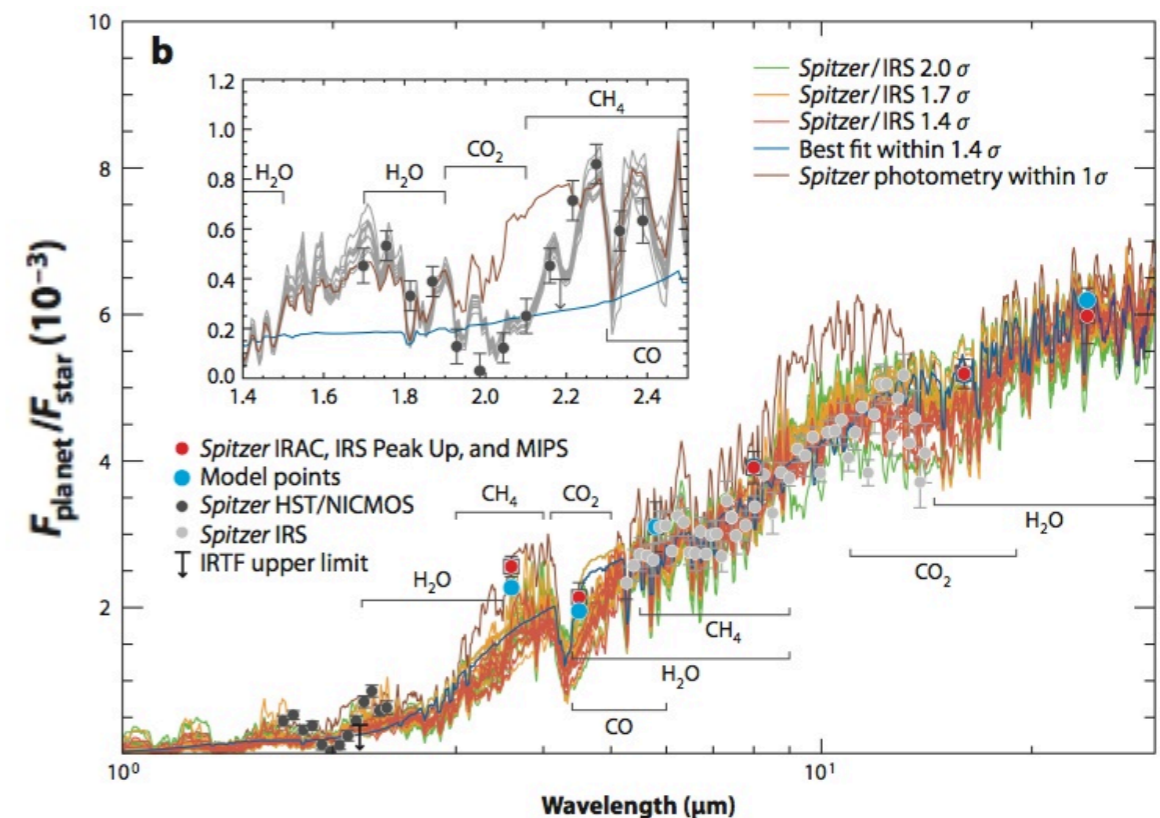 b
10
8
6
4
2
10⁰
10¹
Wavelength (μm)
F_planet/F_star (10⁻³)
Spitzer/IRS 2.0 σ
Spitzer/IRS 1.7 σ
Spitzer/IRS 1.4 σ
Best fit within 1.4 σ
Spitzer photometry within 1σ
1.2
1.0
0.8
0.6
0.4
0.2
0.0
1.4
1.6
1.8
2.0
2.2
2.4
H₂O
H₂O
CO₂
CH₄
CO
Spitzer IRAC, IRS Peak Up, and MIPS
Model points
Spitzer HST/NICMOS
Spitzer IRS
IRTF upper limit
CH₄
CO₂
H₂O
H₂O
CO₂
CH₄
H₂O
CO